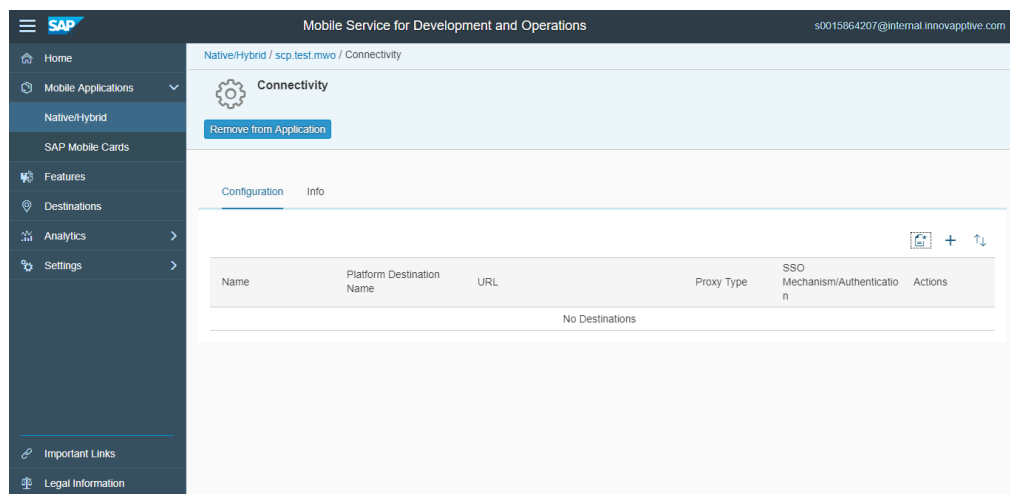 SAP Mobile Service for Development and Operations s0015864207@internal.innovapptive.com
Home
Mobile Applications
Native/Hybrid
SAP Mobile Cards
Features
Destinations
Analytics
Settings
Important Links
Legal Information
Native/Hybrid / scp.test.mwo / Connectivity
Connectivity
Remove from Application
Configuration Info
Name Platform Destination Name URL Proxy Type SSO Mechanism/Authentication Actions
No Destinations